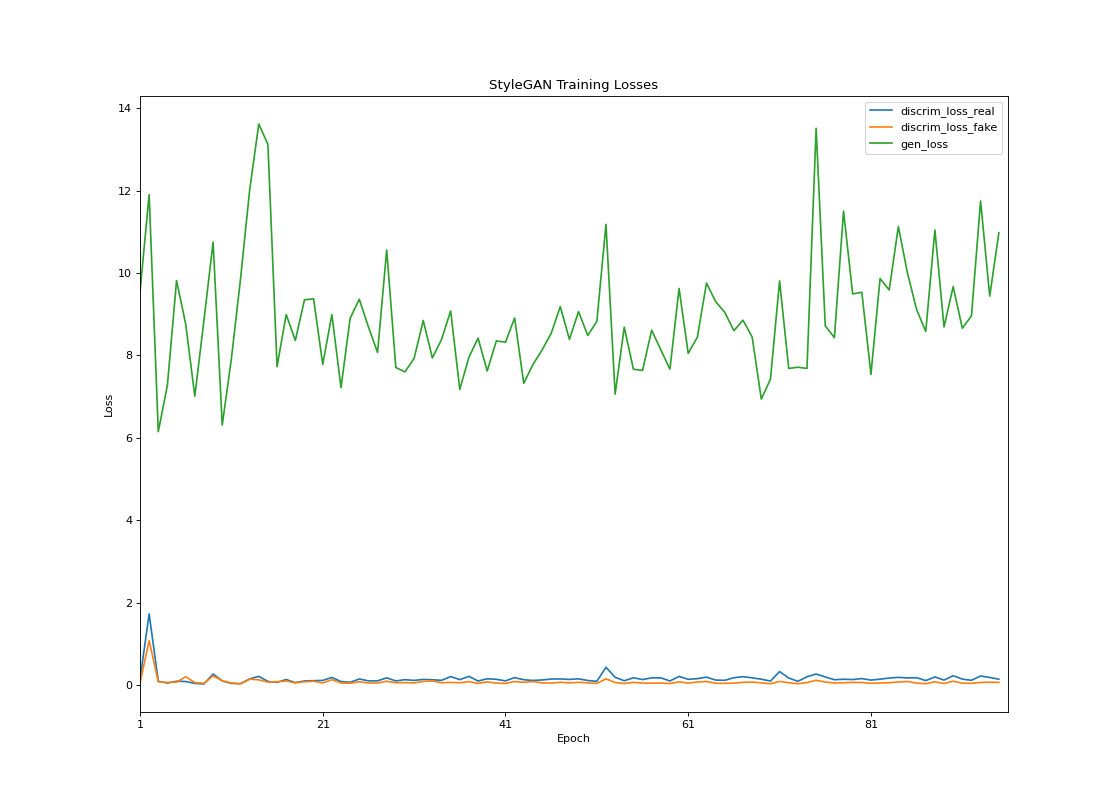 StyleGAN Training Losses
discrim_loss_real
discrim_loss_fake
gen_loss
14
12
10
8
6
4
2
0
Loss
1 21 41 61 81
Epoch